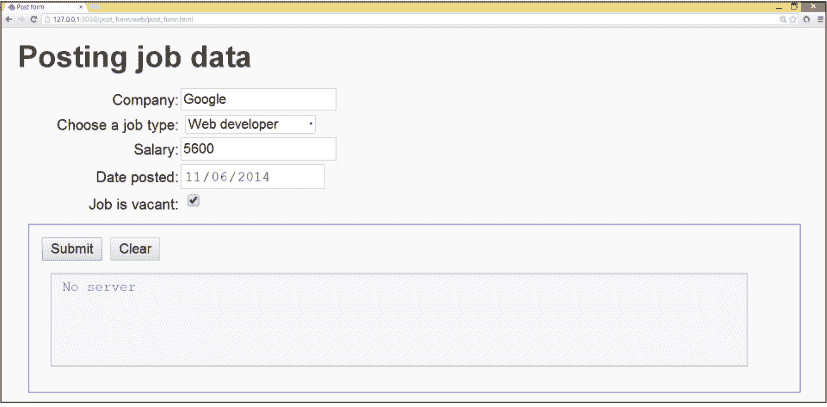 Post form
127.0.0.1:3030/post_form/web/post_form.html
Posting job data
Company: Google
Choose a job type: Web developer
Salary: 5600
Date posted: 11/06/2014
Job is vacant:
Submit Clear
No server